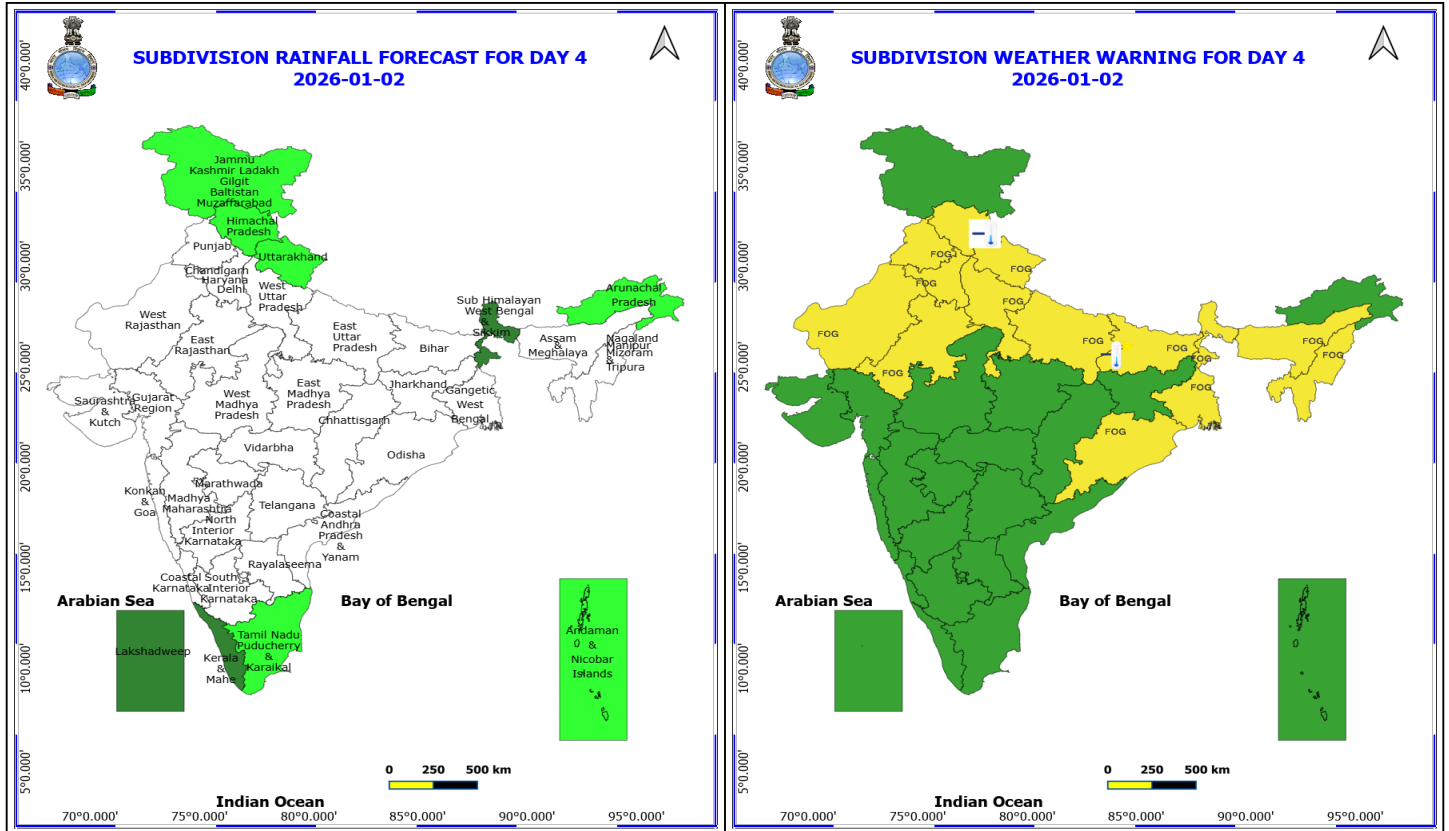 SUBDIVISION RAINFALL FORECAST FOR DAY 4
2026-01-02
40°0.000'
35°0.000'
30°0.000'
25°0.000'
20°0.000'
15°0.000'
10°0.000'
5°0.000'
Jammu
Kashmir Ladakh
Gilgit
Baltistan
Muzaffarabad
Himachal
Pradesh
Punjab
Uttarakhand
Chandigarh
Haryana
Delhi
West
Uttar
Pradesh
Arunachal
Pradesh
Sub Himalayan
West Bengal
&
Sikkim
West
Rajasthan
East
Rajasthan
East
Uttar
Pradesh
Bihar
Assam
&
Meghalaya
Nagaland
Manipur
Mizoram
&
Tripura
Saurashtra
&
Kutch
Gujarat
Region
West
Madhya
Pradesh
East
Madhya
Pradesh
Jharkhand
Gangetic
West
Bengal
Chhattisgarh
Vidarbha
Odisha
Konkan
&
Goa
Marathwada
Madhya
Maharashtra
Telangana
North
Interior
Karnataka
Coastal
Andhra
Pradesh
&
Yanam
Rayalaseema
Coastal
Karnataka
South
Interior
Karnataka
Arabian Sea
Bay of Bengal
Lakshadweep
Kerala
&
Mahe
Tamil Nadu
Puducherry
&
Karaikal
Andaman
&
Nicobar
Islands
0 250 500 km
Indian Ocean
70°0.000' 75°0.000' 80°0.000' 85°0.000' 90°0.000' 95°0.000'
SUBDIVISION WEATHER WARNING FOR DAY 4
2026-01-02
40°0.000'
35°0.000'
30°0.000'
25°0.000'
20°0.000'
15°0.000'
10°0.000'
5°0.000'
FOG
FOG
FOG
FOG
FOG
FOG
FOG
FOG
FOG
FOG
FOG
FOG
FOG
Arabian Sea
Bay of Bengal
0 250 500 km
Indian Ocean
70°0.000' 75°0.000' 80°0.000' 85°0.000' 90°0.000' 95°0.000'